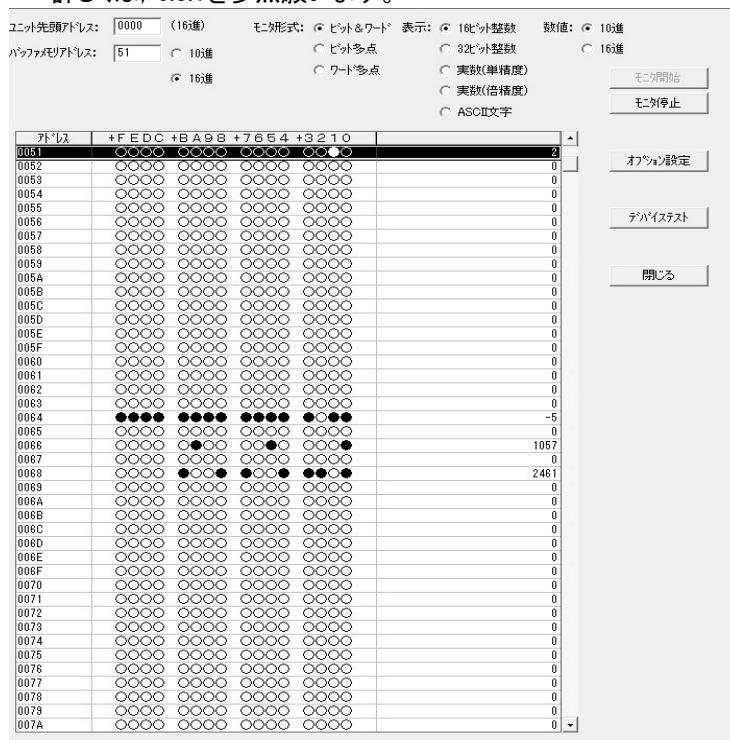 ユニット先頭アドレス: 0000 (16進) モニタ形式: ビット&ワード 表示: 16ビット整数 数値: 10進
バッファメモリアドレス: 51 10進 ビット多点 32ビット整数 16進
16進 ワード多点 実数(単精度) モニタ開始
実数(倍精度)
ASCII文字 モニタ停止
アドレス +FEDC +BA98 +7654 +3210
0051 2
0052 0 オプション設定
0053 0
0054 0
0055 0
0056 0 デバイステスト
0057 0
0058 0
0059 0
005A 0 閉じる
005B 0
005C 0
005D 0
005E 0
005F 0
0060 0
0061 0
0062 0
0063 0
0064 -5
0065 0
0066 1057
0067 0
0068 2461
0069 0
006A 0
006B 0
006C 0
006D 0
006E 0
006F 0
0070 0
0071 0
0072 0
0073 0
0074 0
0075 0
0076 0
0077 0
0078 0
0079 0
007A 0